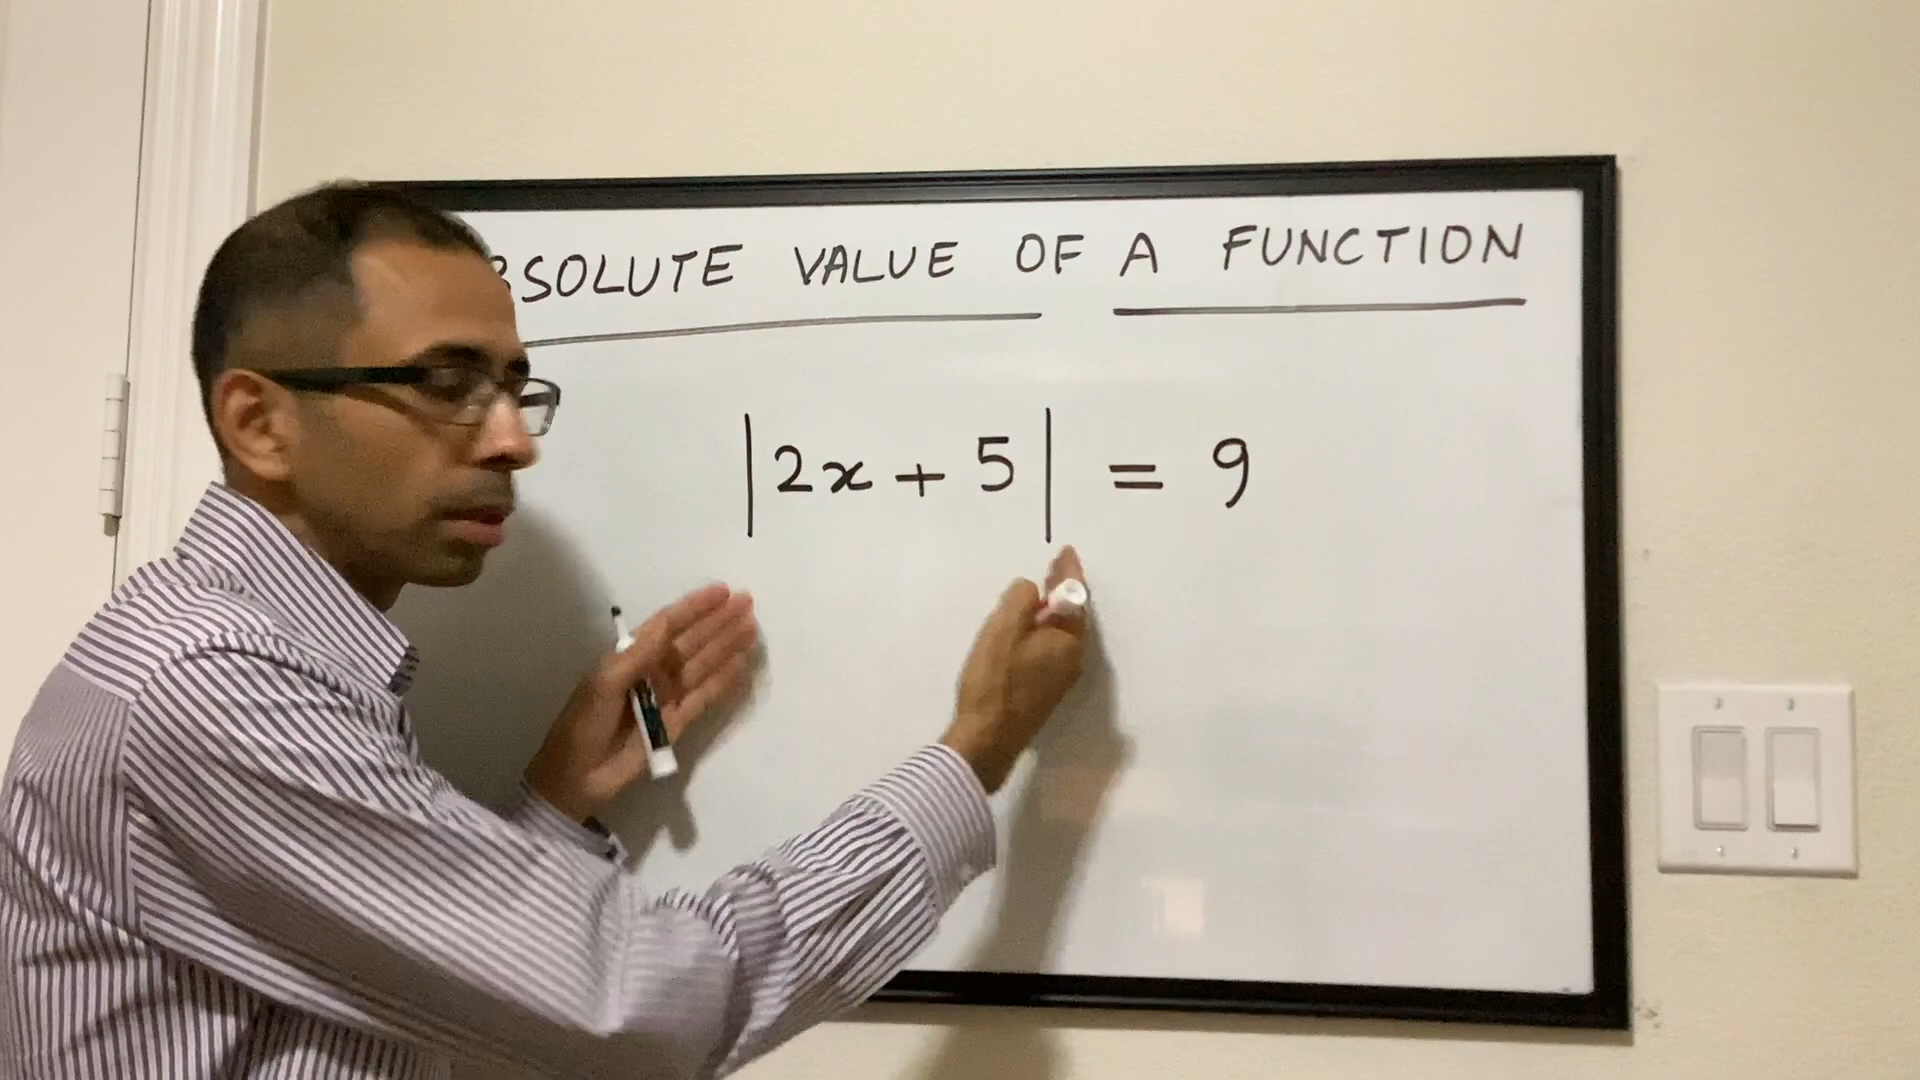 BSOLUTE VALUE OF A FUNCTION
|2x + 5| = 9